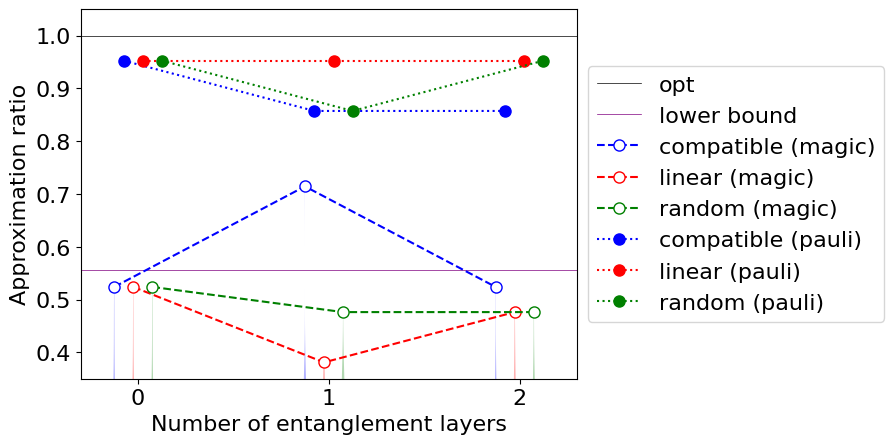 1.0
0.9
0.8
0.7
0.6
0.5
0.4
Approximation ratio
0
1
2
Number of entanglement layers
opt
lower bound
compatible (magic)
linear (magic)
random (magic)
compatible (pauli)
linear (pauli)
random (pauli)